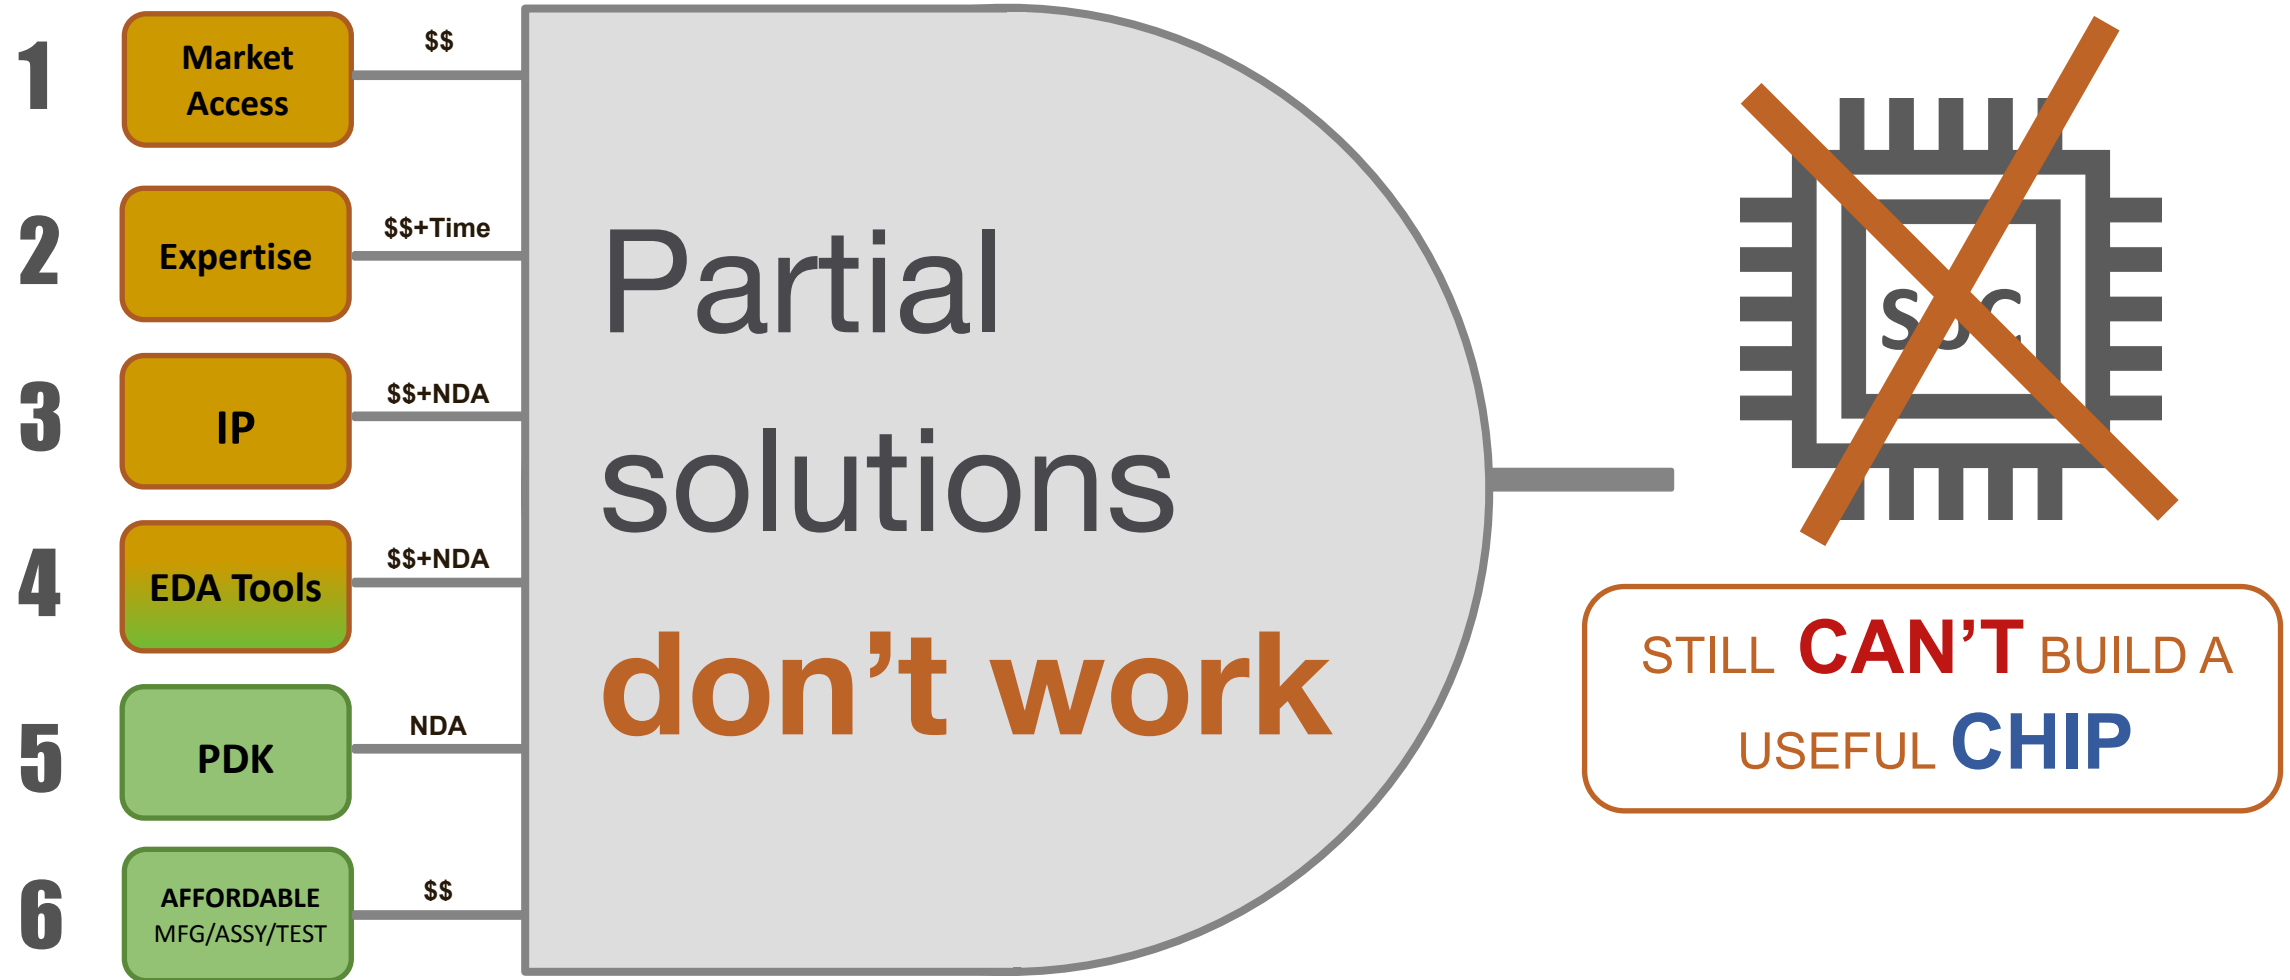 1
Market
Access
$$
2
Expertise
$$+Time
3
IP
$$+NDA
4
EDA Tools
$$+NDA
5
PDK
NDA
6
AFFORDABLE
MFG/ASSY/TEST
$$
Partial
solutions
don’t work
SoC
STILL CAN’T BUILD A
USEFUL CHIP